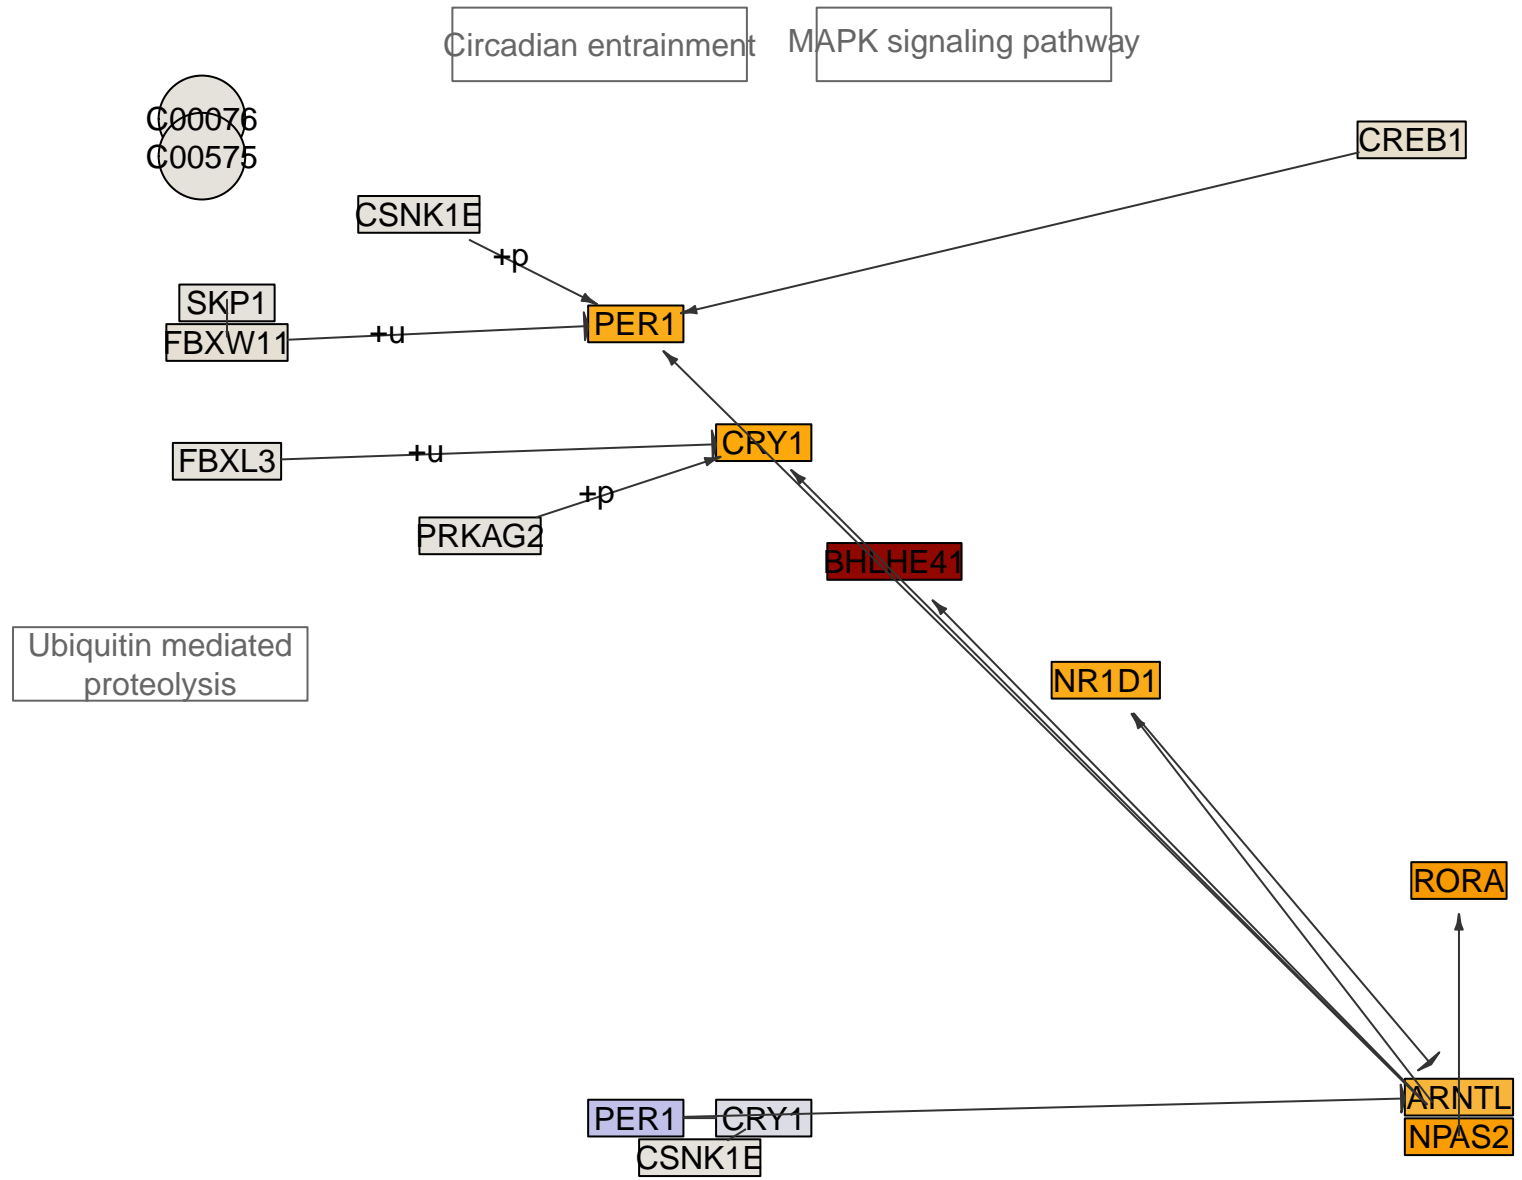 Circadian entrainment
MAPK signaling pathway
C00076
C00575
CREB1
CSNK1E
+p
SKP1
FBXW11
+u
PER1
FBXL3
+u
CRY1
+p
PRKAG2
BHLHE41
Ubiquitin mediated
proteolysis
NR1D1
RORA
ARNTL
NPAS2
PER1
CRY1
CSNK1E